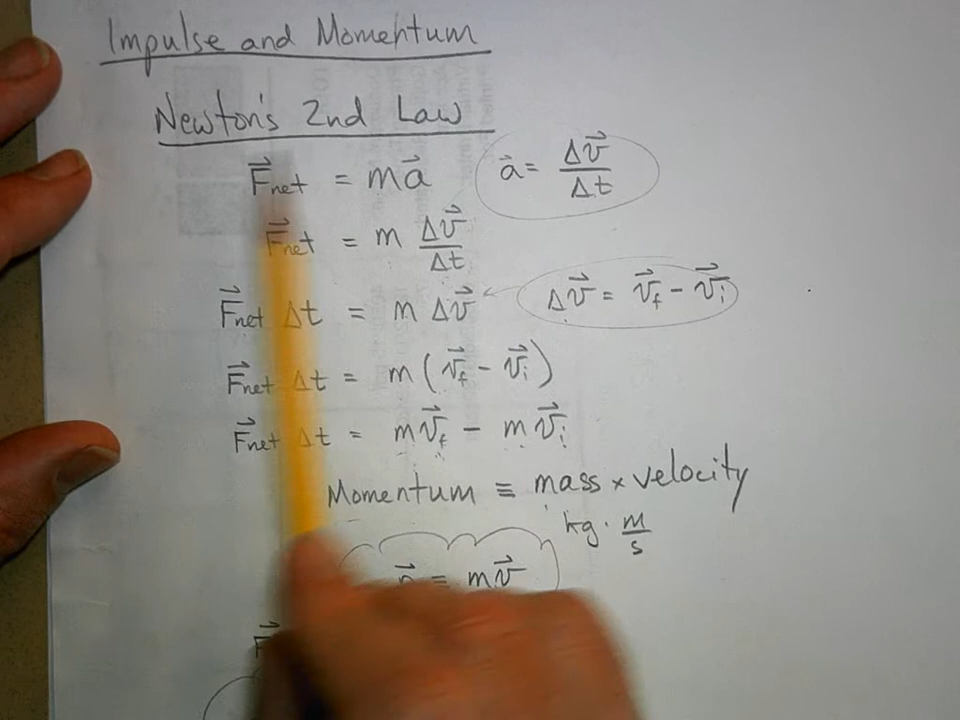 Impulse and Momentum
Newton's 2nd Law
F⃗net = ma⃗
a⃗ = Δv⃗/Δt
F⃗net = m Δv⃗/Δt
F⃗net Δt = m Δv⃗
Δv⃗ = v⃗f - v⃗i
F⃗net Δt = m(v⃗f - v⃗i)
F⃗net Δt = mv⃗f - mv⃗i
Momentum ≡ mass × velocity
kg · m/s
p⃗ = mv⃗
F⃗